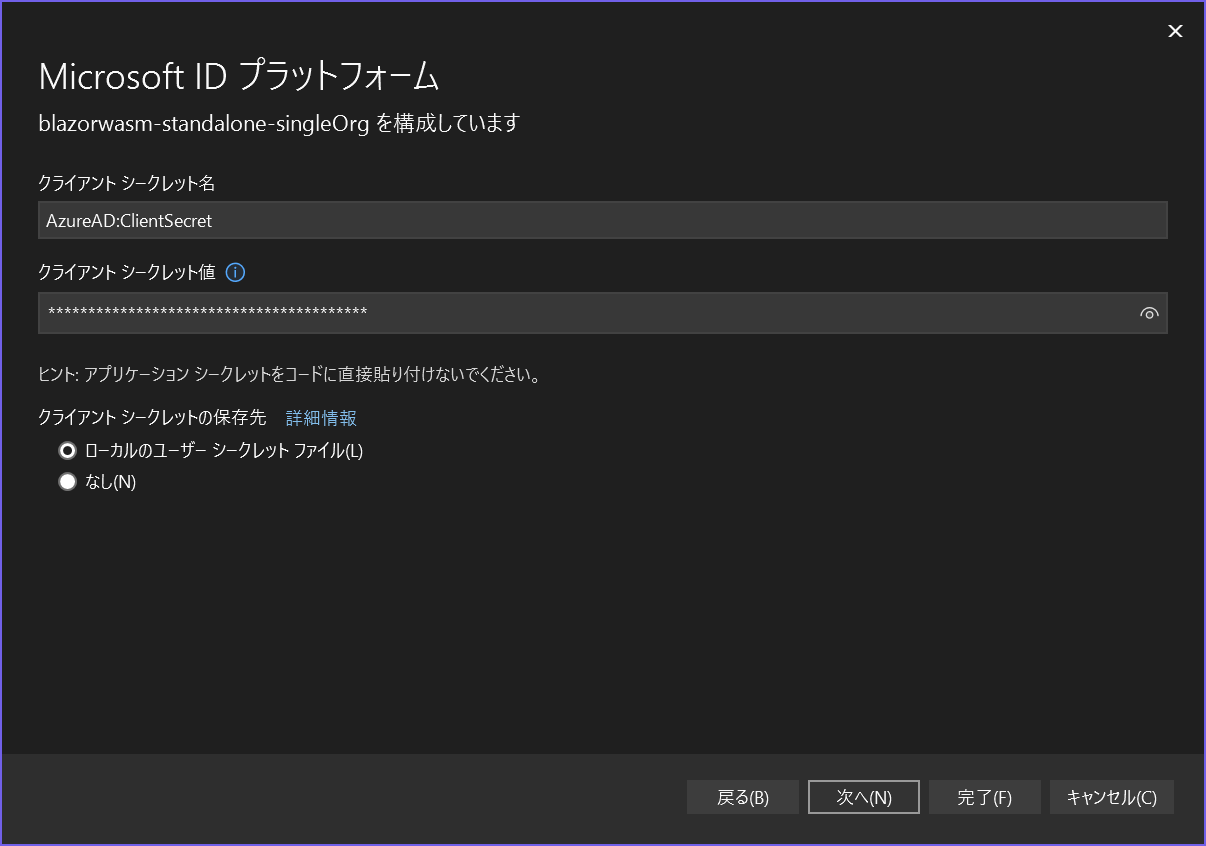 Microsoft ID プラットフォーム
blazorwasm-standalone-singleOrg を構成しています
クライアント シークレット名
AzureAD:ClientSecret
クライアント シークレット値
****************************************
ヒント: アプリケーション シークレットをコードに直接貼り付けないでください。
クライアント シークレットの保存先 詳細情報
ローカルのユーザー シークレット ファイル(L)
なし(N)
戻る(B) 次へ(N) 完了(F) キャンセル(C)